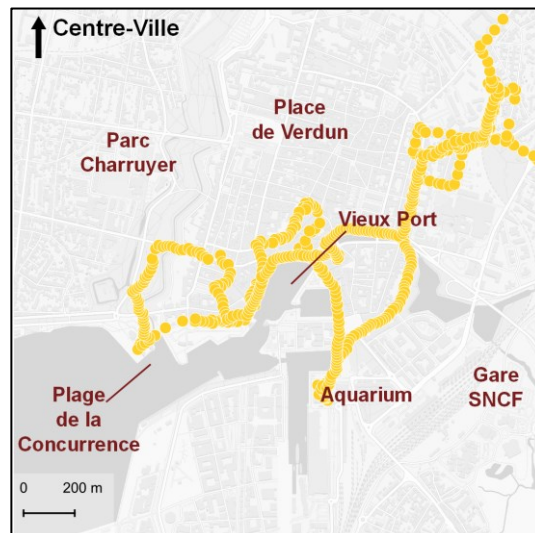 Centre-Ville
Place
de Verdun
Parc
Charruyer
Vieux Port
Aquarium
Gare
SNCF
Plage
de la
Concurrence
0 200 m